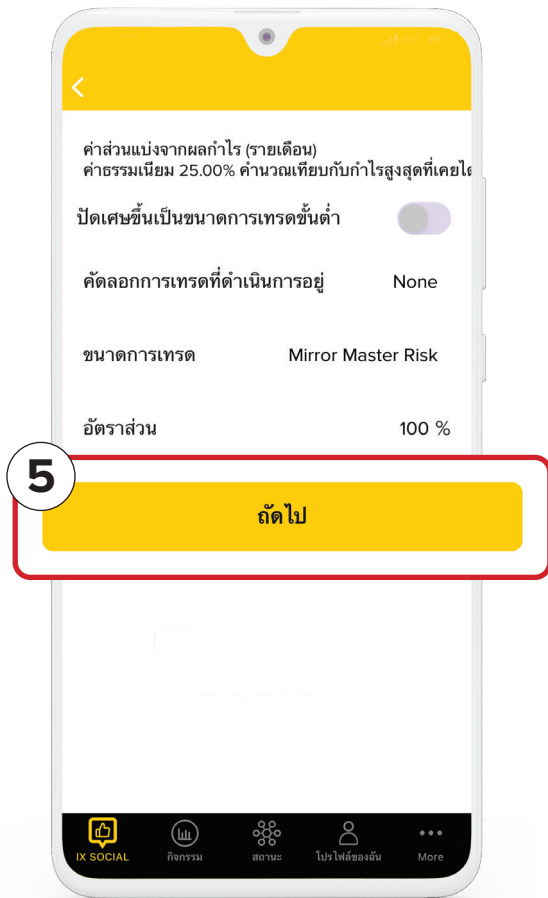 ค่าส่วนแบ่งจากผลกำไร (รายเดือน)
ค่าธรรมเนียม 25.00% คำนวณเทียบกับกำไรสูงสุดที่เคยได
ปัดเศษขึ้นเป็นขนาดการเทรดขั้นต่ำ
คัดลอกการเทรดที่ดำเนินการอยู่ None
ขนาดการเทรด Mirror Master Risk
อัตราส่วน 100 %
5
ถัดไป
IX SOCIAL กิจกรรม สถานะ โปรไฟล์ของฉัน More